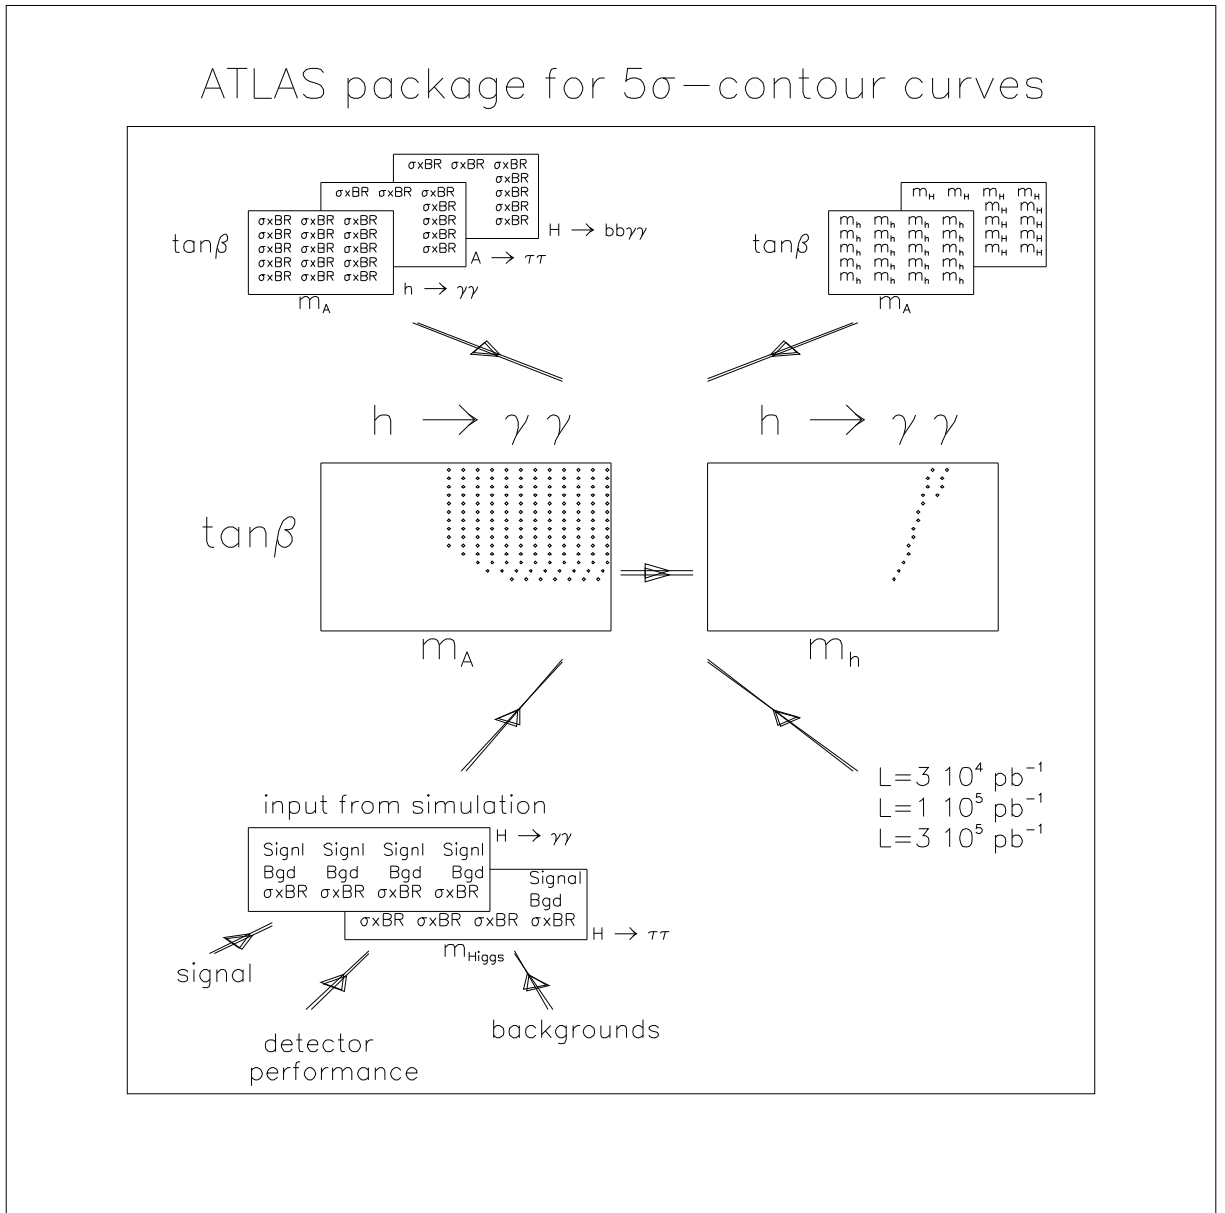 ATLAS package for 5σ−contour curves
σxBR σxBR σxBR
σxBR
σxBR
σxBR
σxBR
H → bbγγ
σxBR σxBR σxBR
σxBR
σxBR
σxBR
σxBR
A → ττ
σxBR σxBR σxBR
σxBR σxBR σxBR
σxBR σxBR σxBR
σxBR σxBR σxBR
σxBR σxBR σxBR
h → γγ
tanβ
m_A
m_H m_H m_H m_H
m_H m_H
m_H m_H
m_H m_H
m_H m_H
m_h m_h m_h m_h
m_h m_h m_h m_h
m_h m_h m_h m_h
m_h m_h m_h m_h
m_h m_h m_h m_h
tanβ
m_A
h → γ γ
tanβ
m_A
h → γ γ
m_h
L=3 10⁴ pb⁻¹
L=1 10⁵ pb⁻¹
L=3 10⁵ pb⁻¹
input from simulation
H → γγ
Signl Signl Signl Signl
Bgd Bgd Bgd Bgd
σxBR σxBR σxBR σxBR
Signal
Bgd
σxBR σxBR σxBR σxBR
H → ττ
m_Higgs
signal
detector
performance
backgrounds